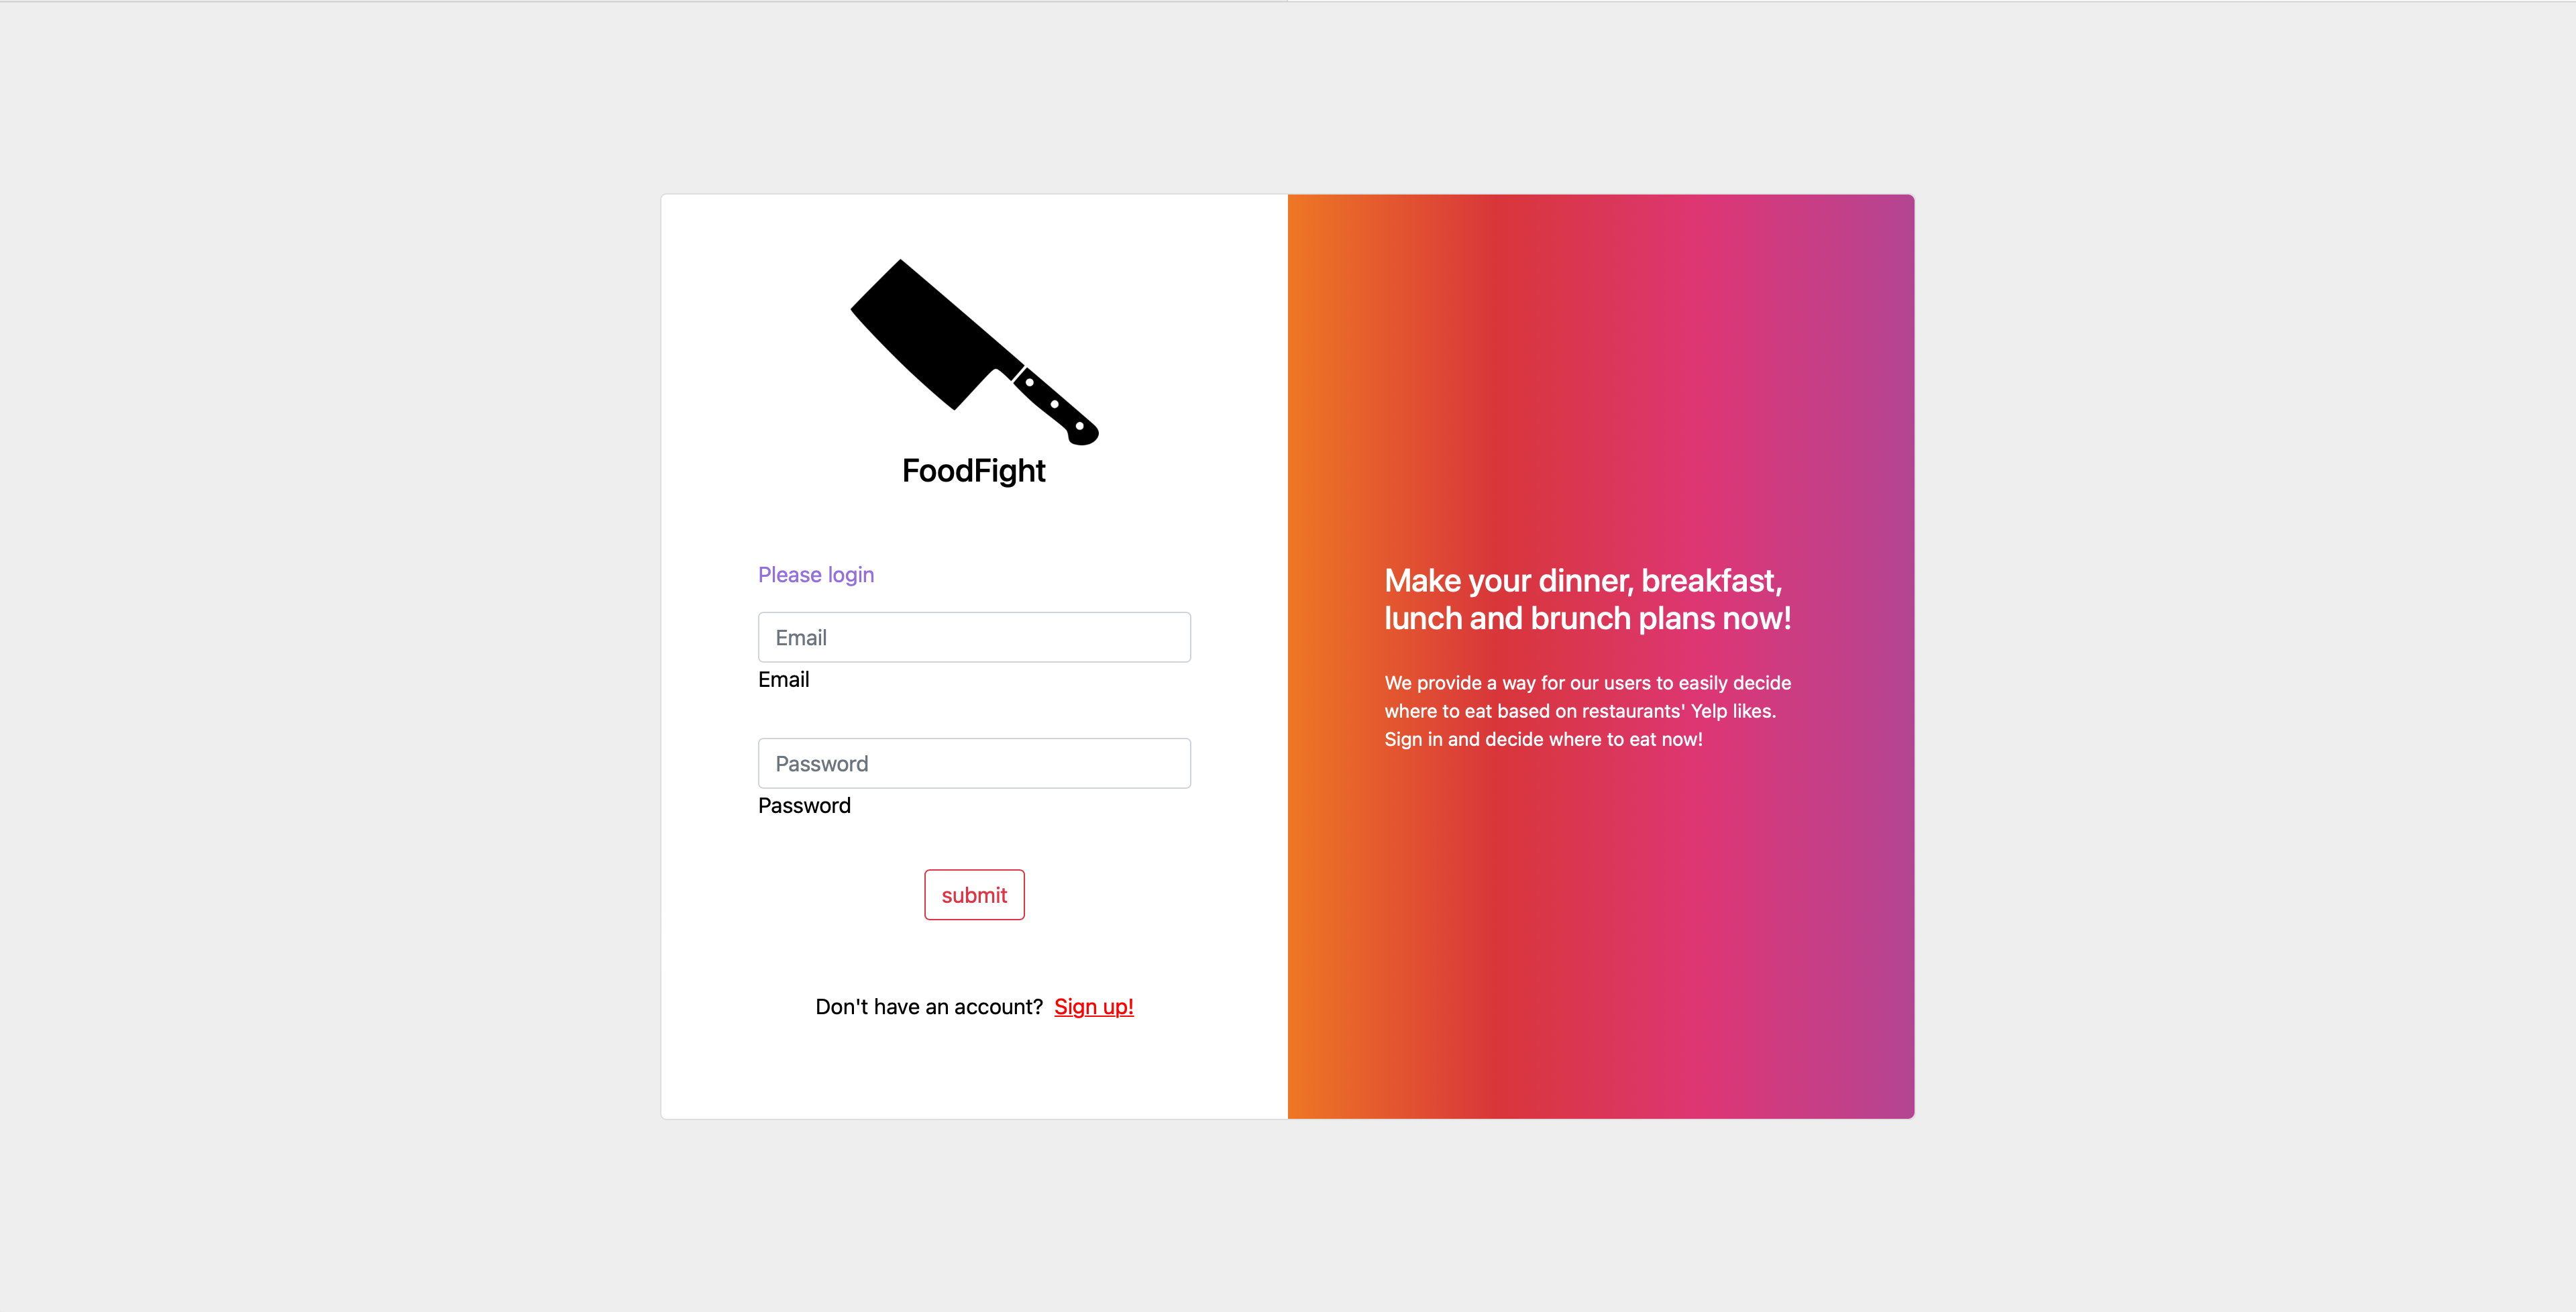 FoodFight
Please login
Email
Email
Password
Password
submit
Don't have an account? Sign up!
Make your dinner, breakfast,
lunch and brunch plans now!
We provide a way for our users to easily decide
where to eat based on restaurants' Yelp likes.
Sign in and decide where to eat now!